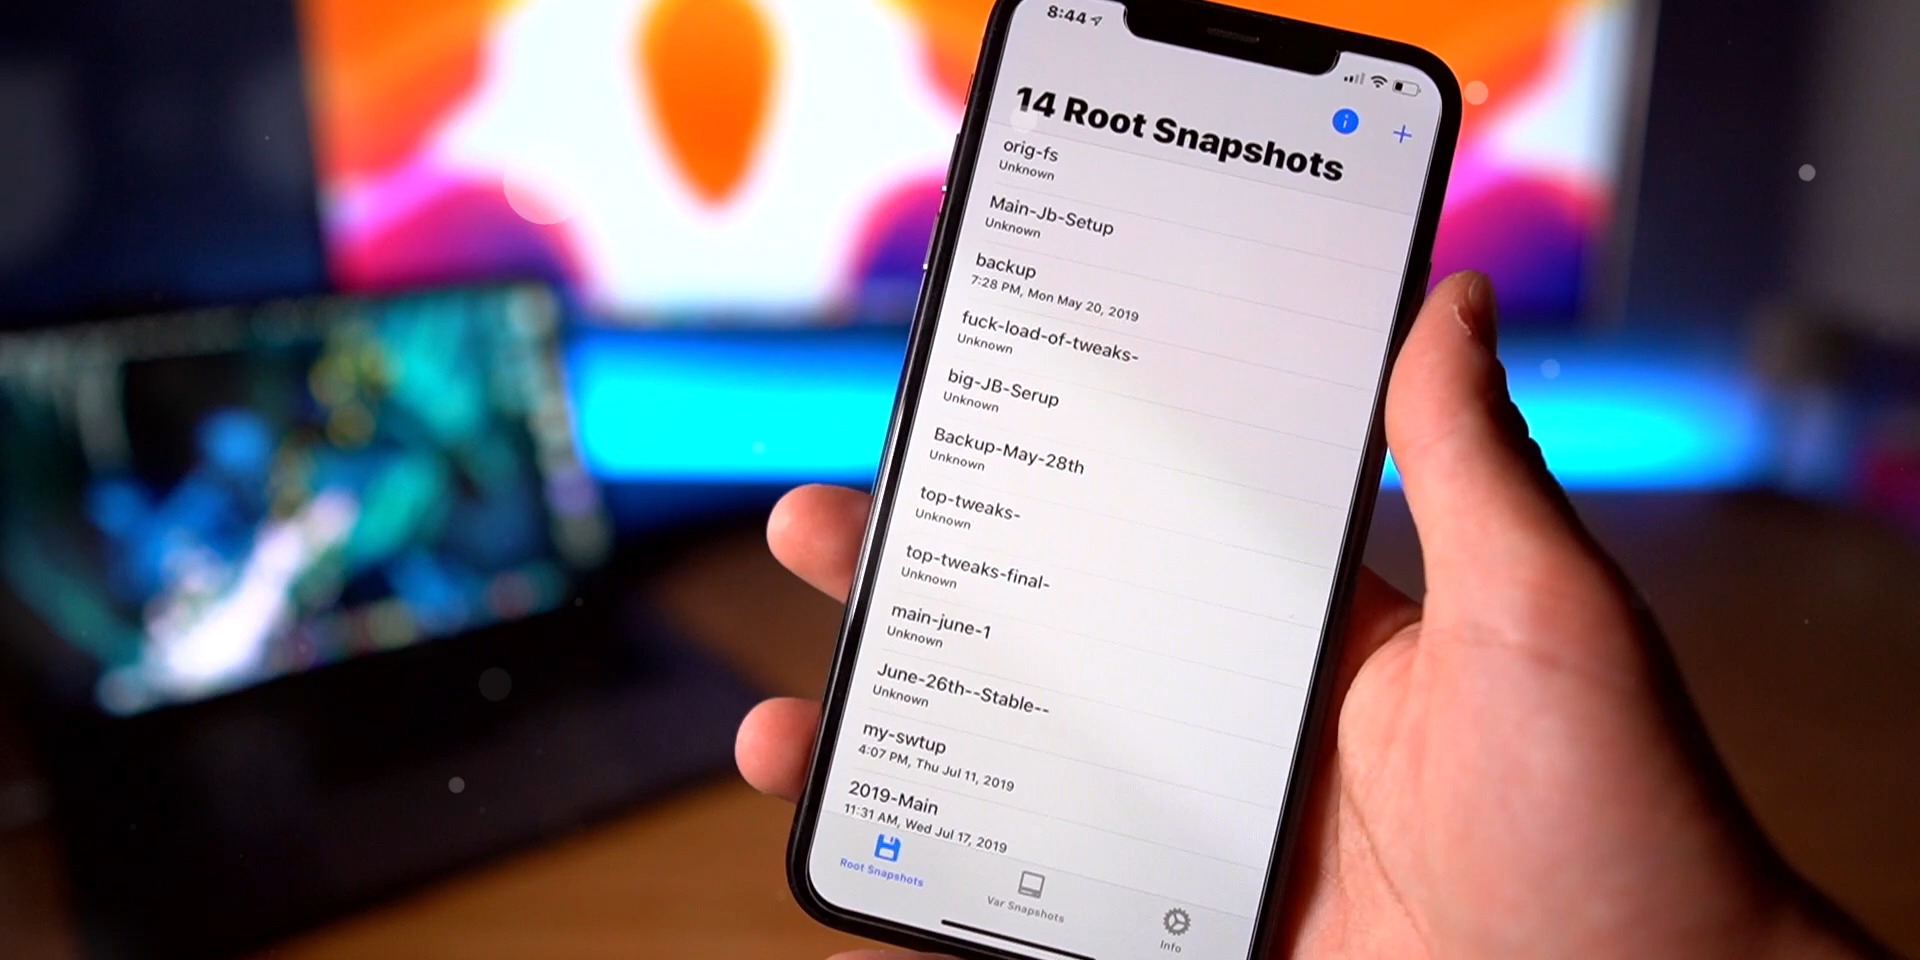 8:44
14 Root Snapshots
orig-fs
Unknown
Main-Jb-Setup
Unknown
backup
7:28 PM, Mon May 20, 2019
fuck-load-of-tweaks-
Unknown
big-JB-Serup
Unknown
Backup-May-28th
Unknown
top-tweaks-
Unknown
top-tweaks-final-
Unknown
main-june-1
Unknown
June-26th--Stable--
Unknown
my-swtup
4:07 PM, Thu Jul 11, 2019
2019-Main
11:31 AM, Wed Jul 17, 2019
Root Snapshots
Var Snapshots
Info